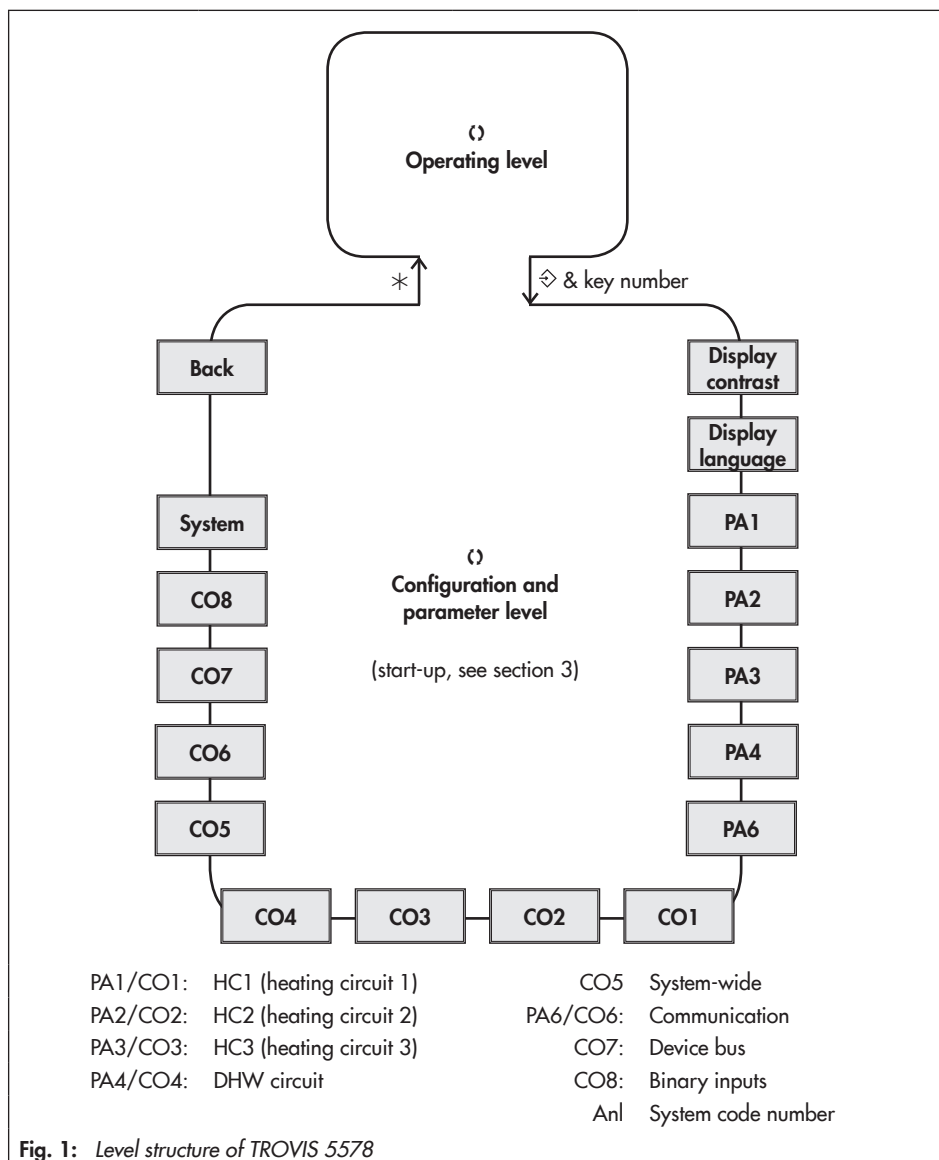 Operating level
* & key number
Back
Display
contrast
Display
language
System
PA1
CO8
Configuration and
parameter level
PA2
CO7
(start-up, see section 3)
PA3
CO6
PA4
CO5
PA6
CO4 CO3 CO2 CO1
PA1/CO1: HC1 (heating circuit 1)
PA2/CO2: HC2 (heating circuit 2)
PA3/CO3: HC3 (heating circuit 3)
PA4/CO4: DHW circuit
CO5 System-wide
PA6/CO6: Communication
CO7: Device bus
CO8: Binary inputs
Anl System code number
Fig. 1: Level structure of TROVIS 5578